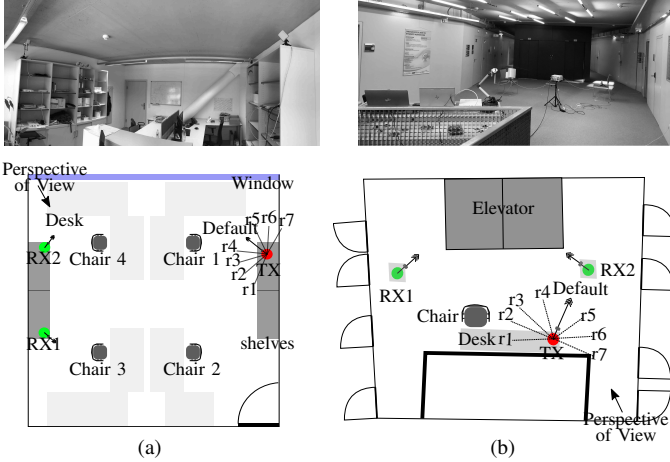 Perspective
of View
Window
Desk
Default
r5
r6
r7
r4
r3
r2
r1
RX2
Chair 4
Chair 1
TX
RX1
shelves
Chair 3
Chair 2
(a)
Elevator
RX1
RX2
Default
r4
r3
r2
r5
Chair
Desk
r1
r6
TX
r7
Perspective
of View
(b)